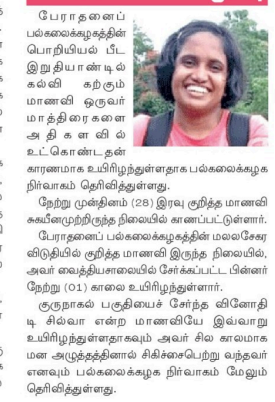 பேராதனைப்
பல்கலைக்கழகத்தின்
பொறியியல் பீட
இறுதியாண்டில்
கல்வி கற்கும்
மாணவி ஒருவர்
மாத்திரைகளை
அதிகளவில்
உட்கொண்டதன்
காரணமாக உயிரிழந்துள்ளதாக பல்கலைக்கழக
நிர்வாகம் தெரிவித்துள்ளது.
நேற்று முன்தினம் (28) இரவு குறித்த மாணவி
சுகயீனமுற்றிருந்த நிலையில் காணப்பட்டுள்ளார்.
பேராதனைப் பல்கலைக்கழகத்தின் மலலசேகர
விடுதியில் குறித்த மாணவி இருந்த நிலையில்,
அவர் வைத்தியசாலையில் சேர்க்கப்பட்ட பின்னர்
நேற்று (01) காலை உயிரிழந்துள்ளார்.
குருநாகல் பகுதியைச் சேர்ந்த வினோதி
டி சில்வா என்ற மாணவியே இவ்வாறு
உயிரிழந்துள்ளதாகவும் அவர் சில காலமாக
மன அழுத்தத்தினால் சிகிச்சைபெற்று வந்தவர்
எனவும் பல்கலைக்கழக நிர்வாகம் மேலும்
தெரிவித்துள்ளது.